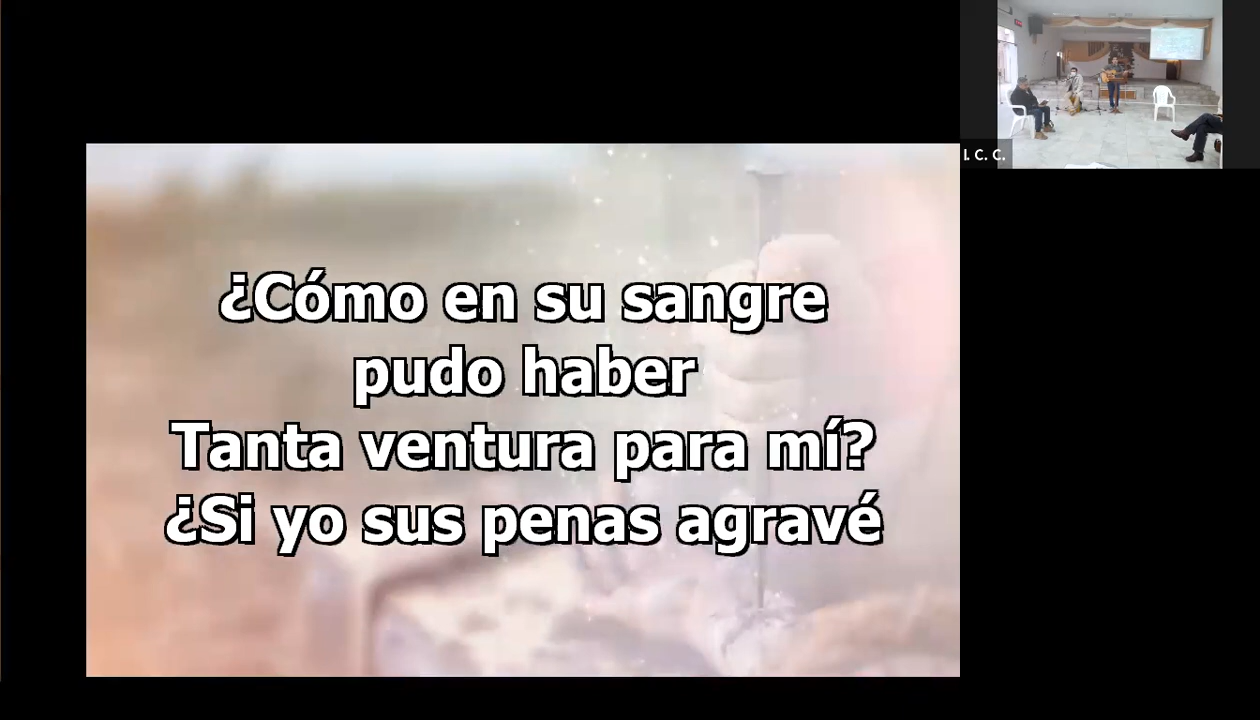 ¿Cómo en su sangre
pudo haber
Tanta ventura para mí?
¿Si yo sus penas agravé
I. C. C.